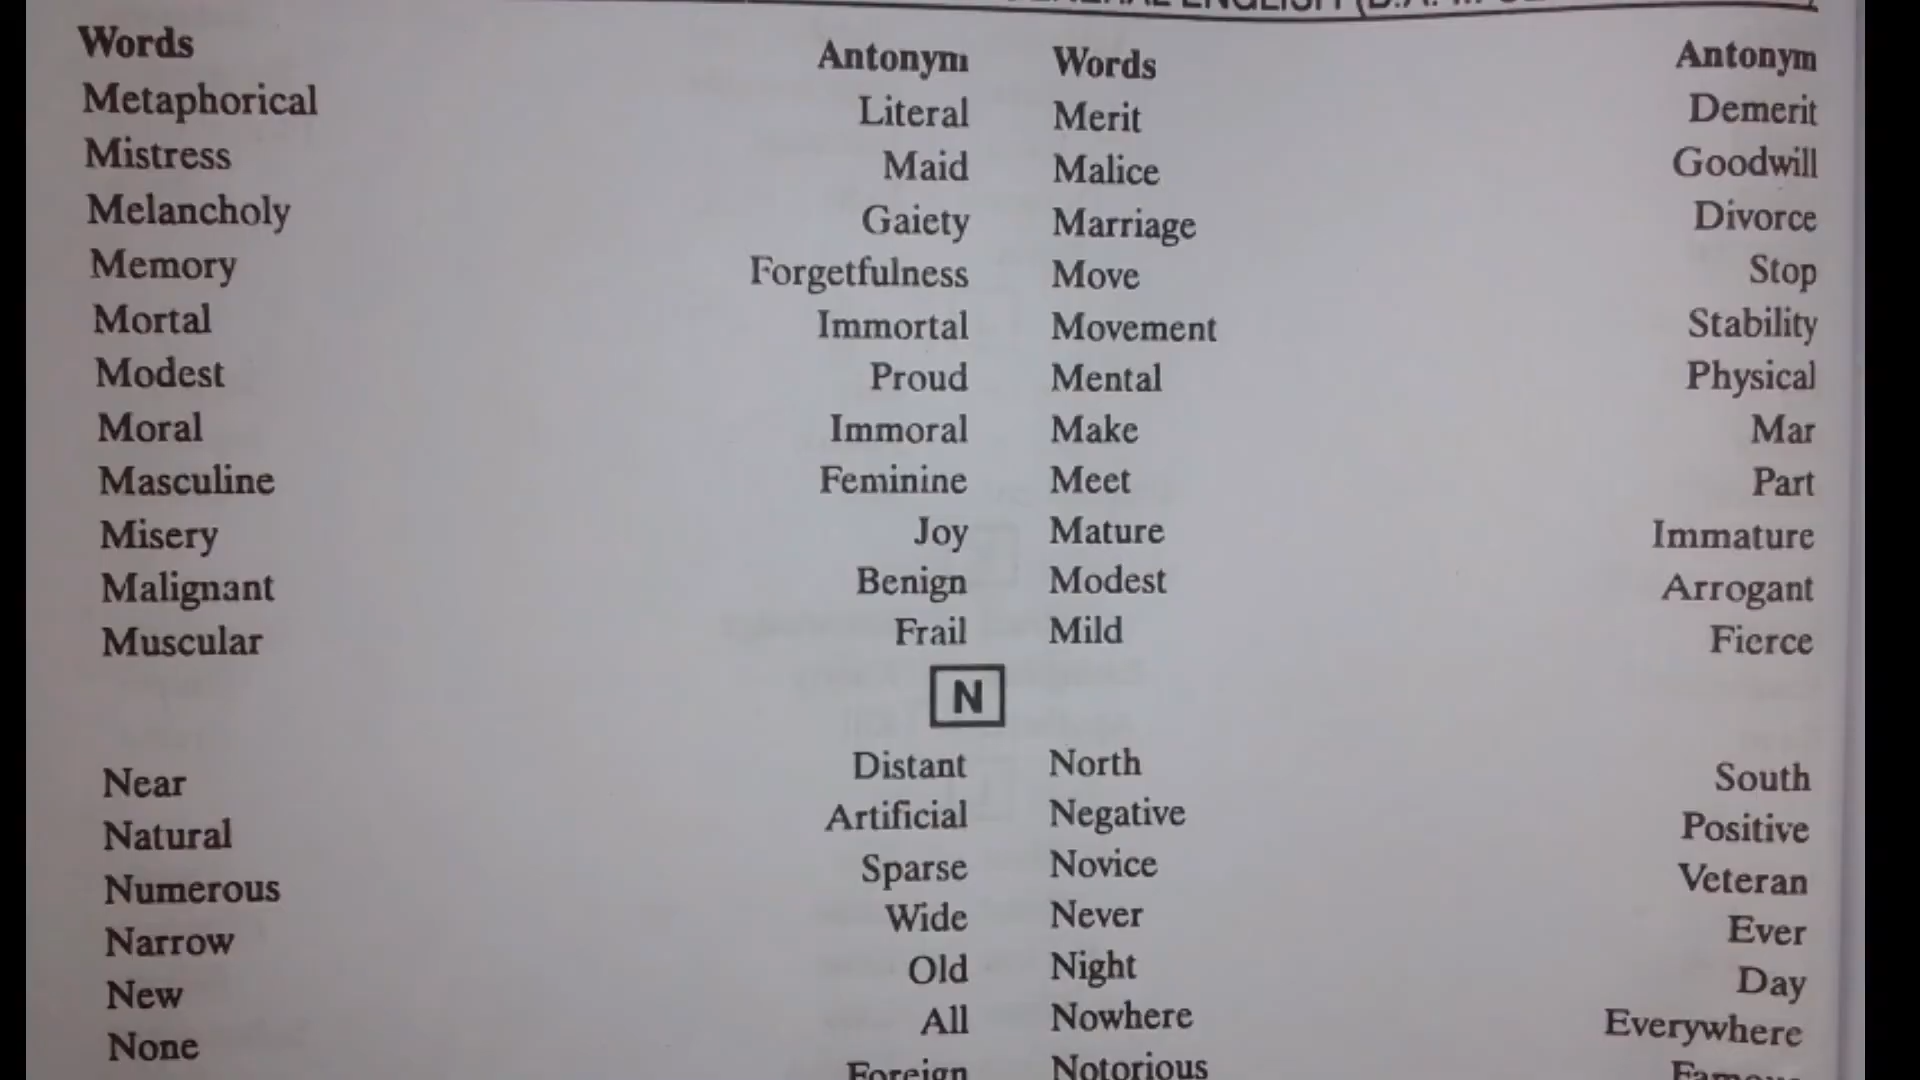 GENERAL ENGLISH
Words Antonym Words Antonym
Metaphorical Literal Merit Demerit
Mistress Maid Malice Goodwill
Melancholy Gaiety Marriage Divorce
Memory Forgetfulness Move Stop
Mortal Immortal Movement Stability
Modest Proud Mental Physical
Moral Immoral Make Mar
Masculine Feminine Meet Part
Misery Joy Mature Immature
Malignant Benign Modest Arrogant
Muscular Frail Mild Fierce
N
Near Distant North South
Natural Artificial Negative Positive
Numerous Sparse Novice Veteran
Narrow Wide Never Ever
New Old Night Day
None All Nowhere Everywhere
Foreign Notorious Famous